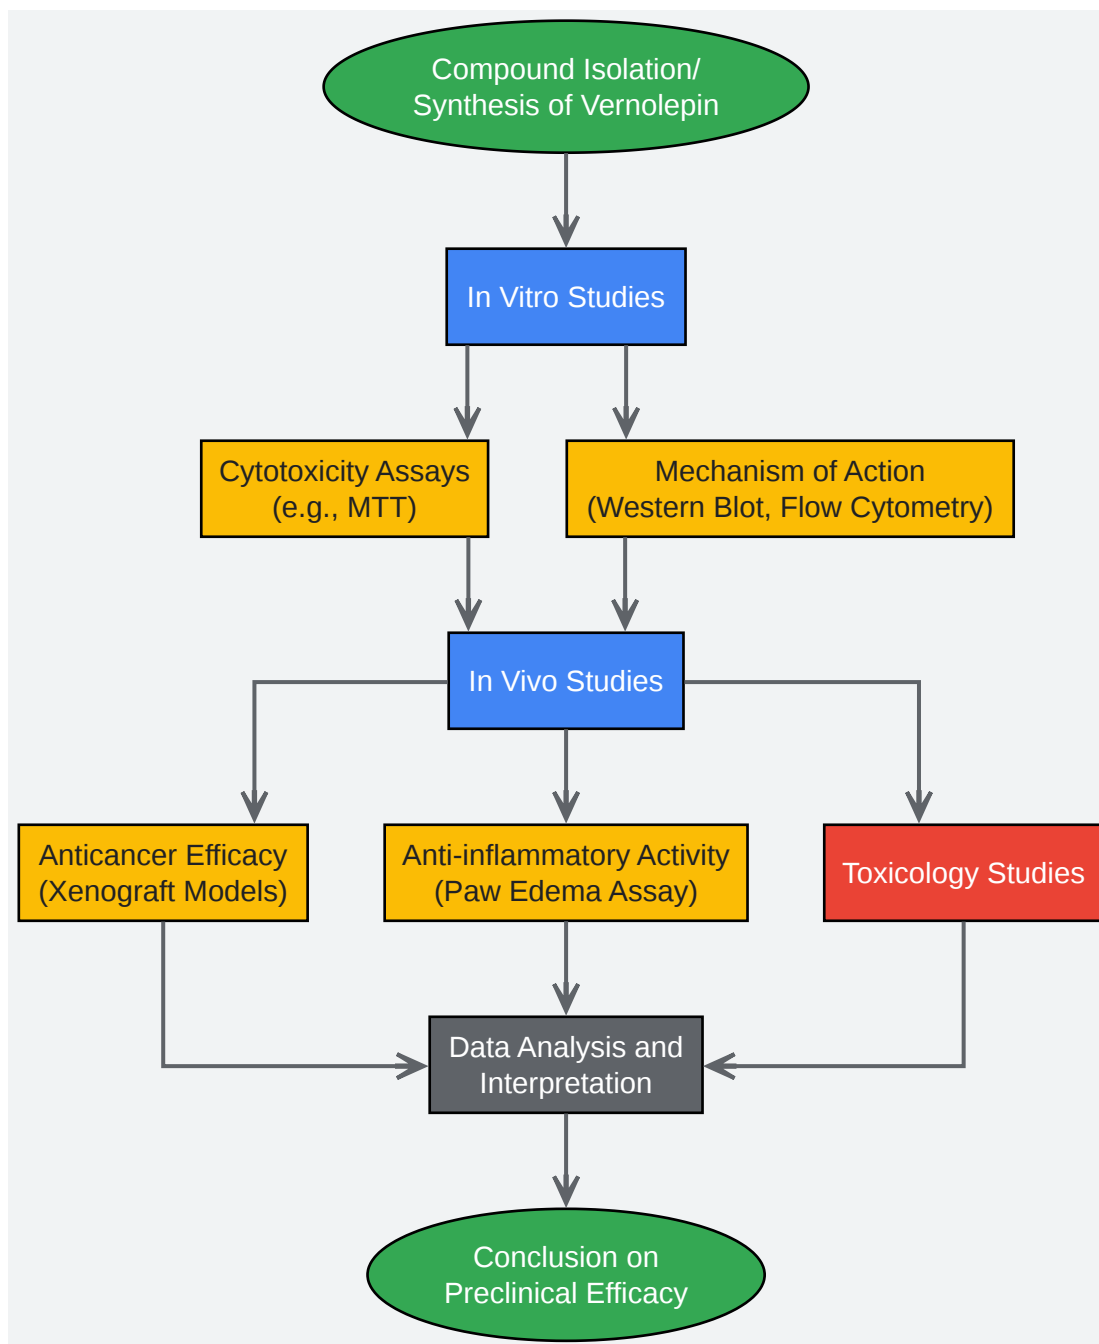 Compound Isolation/
Synthesis of Vernolepin
In Vitro Studies
Cytotoxicity Assays
(e.g., MTT)
Mechanism of Action
(Western Blot, Flow Cytometry)
In Vivo Studies
Anticancer Efficacy
(Xenograft Models)
Anti-inflammatory Activity
(Paw Edema Assay)
Toxicology Studies
Data Analysis and
Interpretation
Conclusion on
Preclinical Efficacy